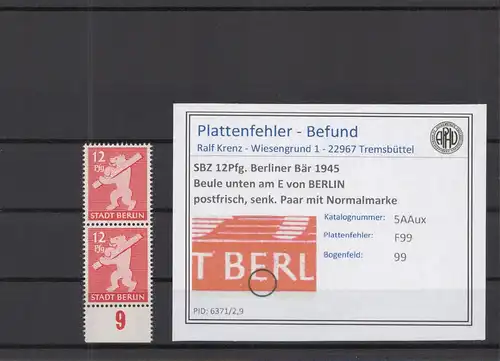 12
Pfg
STADT BERLIN
12
Pfg
STADT BERLIN
9
Plattenfehler - Befund
Ralf Krenz - Wiesengrund 1 - 22967 Tremsbüttel
SBZ 12Pfg. Berliner Bär 1945
Beule unten am E von BERLIN
postfrisch, senk. Paar mit Normalmarke
Katalognummer: 5AAux
Plattenfehler: F99
Bogenfeld: 99
T BERL
PID: 6371/2,9